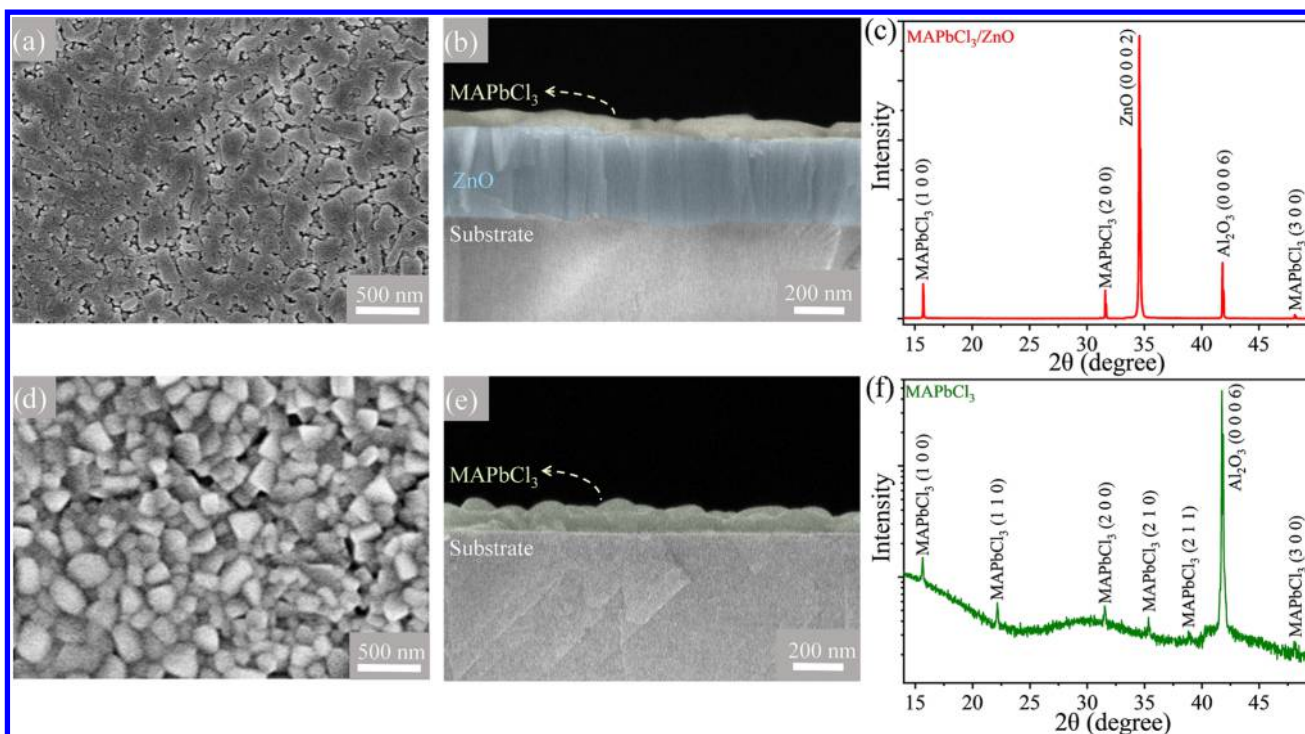 (a)
500 nm
(b)
MAPbCl₃
ZnO
Substrate
200 nm
(c)
MAPbCl₃/ZnO
Intensity
MAPbCl₃ (1 0 0)
MAPbCl₃ (2 0 0)
ZnO (0 0 0 2)
Al₂O₃ (0 0 0 6)
MAPbCl₃ (3 0 0)
15 20 25 30 35 40 45
2θ (degree)
(d)
500 nm
(e)
MAPbCl₃
Substrate
200 nm
(f)
MAPbCl₃
Intensity
MAPbCl₃ (1 0 0)
MAPbCl₃ (1 1 0)
MAPbCl₃ (2 0 0)
MAPbCl₃ (2 1 0)
MAPbCl₃ (2 1 1)
Al₂O₃ (0 0 0 6)
MAPbCl₃ (3 0 0)
15 20 25 30 35 40 45
2θ (degree)